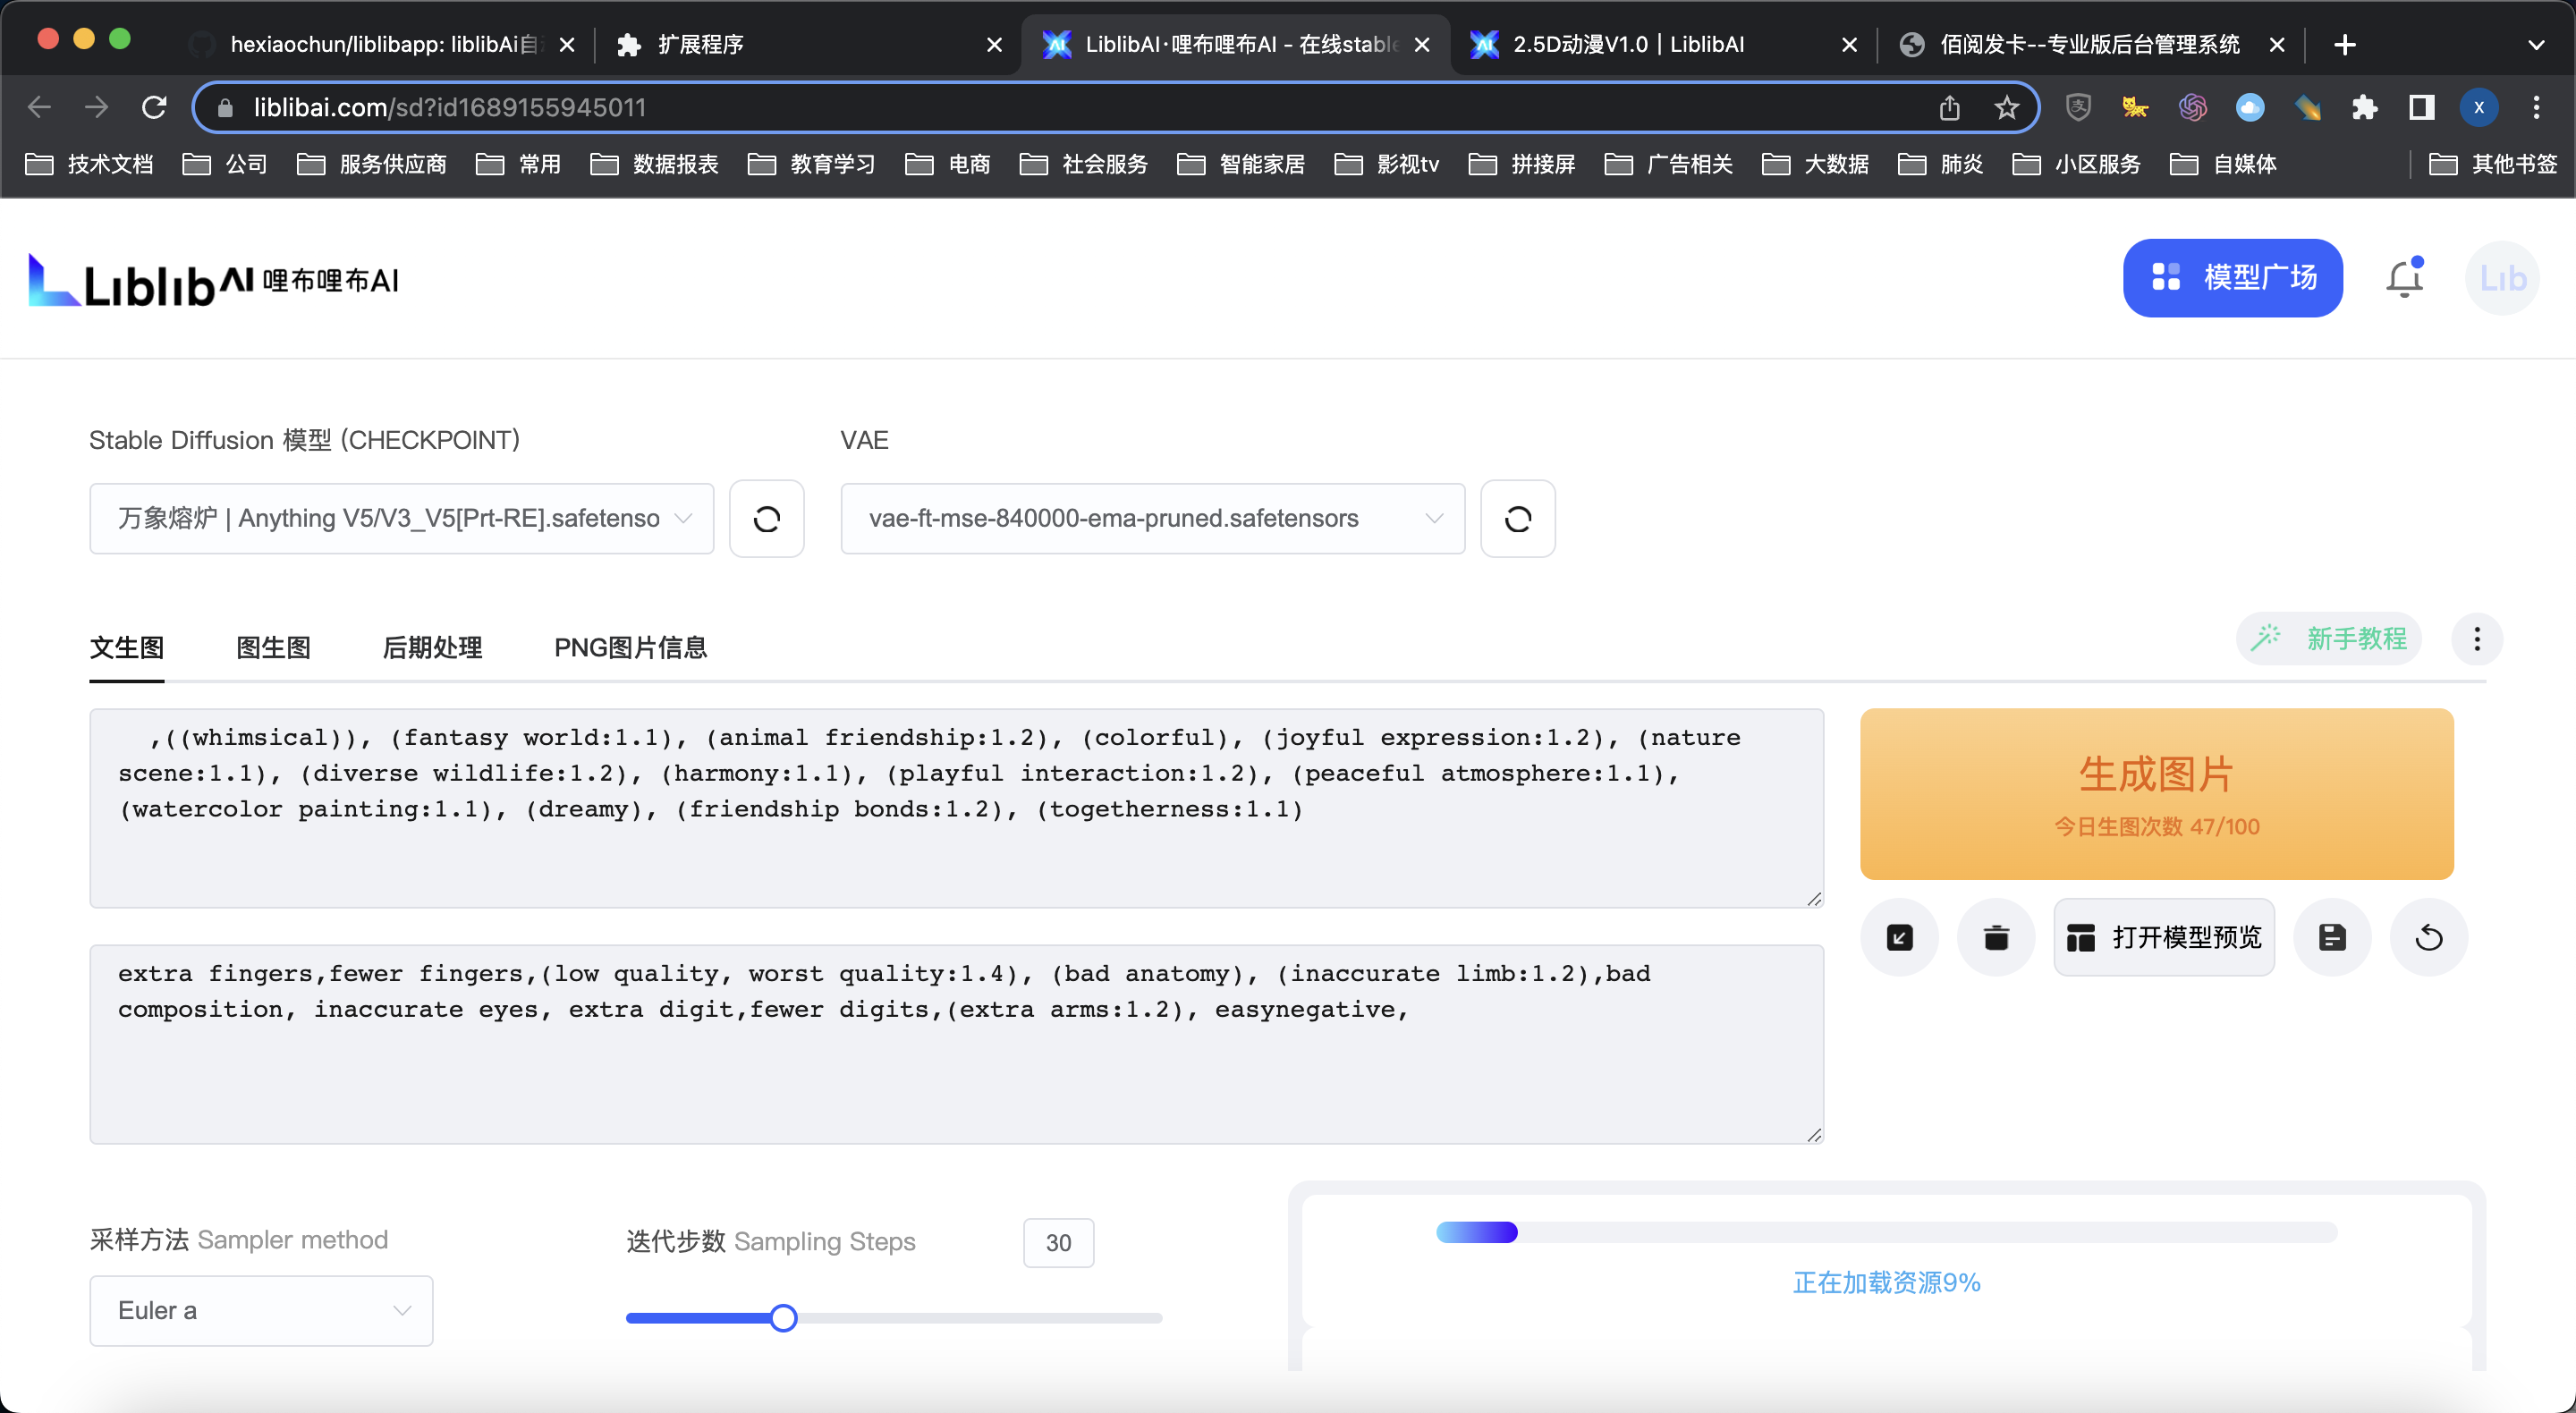 hexiaochun/liblibapp: liblibAi自
扩展程序
LiblibAI·哩布哩布AI - 在线stable
2.5D动漫V1.0 | LiblibAI
佰阅发卡--专业版后台管理系统
liblibai.com/sd?id1689155945011
X
技术文档
公司
服务供应商
常用
数据报表
教育学习
电商
社会服务
智能家居
影视tv
拼接屏
广告相关
大数据
肺炎
小区服务
自媒体
其他书签
LiblibAI 哩布哩布AI
模型广场
Lib
Stable Diffusion 模型 (CHECKPOINT)
VAE
万象熔炉 | Anything V5/V3_V5[Prt-RE].safetenso
vae-ft-mse-840000-ema-pruned.safetensors
文生图
图生图
后期处理
PNG图片信息
新手教程
,((whimsical)), (fantasy world:1.1), (animal friendship:1.2), (colorful), (joyful expression:1.2), (nature
scene:1.1), (diverse wildlife:1.2), (harmony:1.1), (playful interaction:1.2), (peaceful atmosphere:1.1),
(watercolor painting:1.1), (dreamy), (friendship bonds:1.2), (togetherness:1.1)
生成图片
今日生图次数 47/100
打开模型预览
extra fingers,fewer fingers,(low quality, worst quality:1.4), (bad anatomy), (inaccurate limb:1.2),bad
composition, inaccurate eyes, extra digit,fewer digits,(extra arms:1.2), easynegative,
采样方法 Sampler method
迭代步数 Sampling Steps
30
Euler a
正在加载资源9%